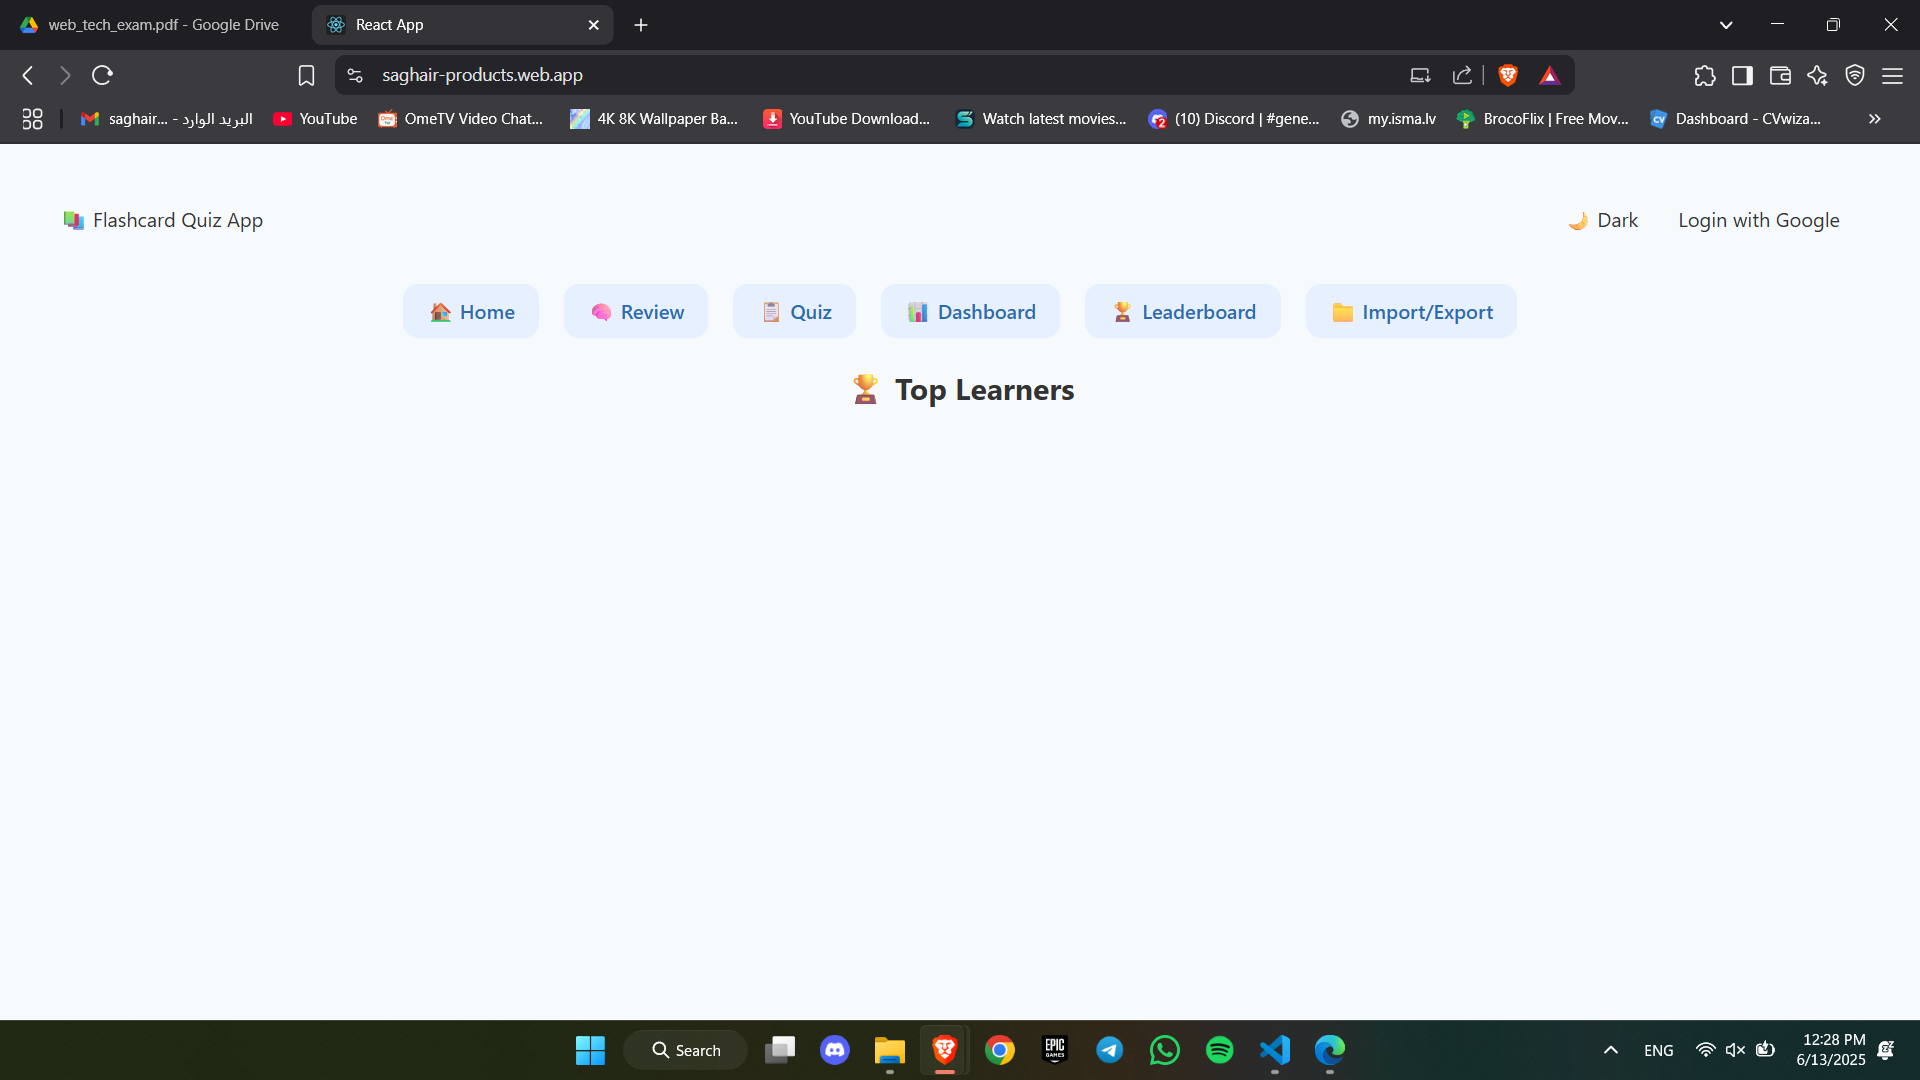 web_tech_exam.pdf - Google Drive
React App
saghair-products.web.app
saghair... - البريد الوارد
YouTube
OmeTV Video Chat...
4K 8K Wallpaper Ba...
YouTube Download...
Watch latest movies...
(10) Discord | #gene...
my.isma.lv
BrocoFlix | Free Mov...
Dashboard - CVwiza...
Flashcard Quiz App
Dark
Login with Google
Home
Review
Quiz
Dashboard
Leaderboard
Import/Export
Top Learners
Search
EPIC
GAMES
ENG
12:28 PM
6/13/2025